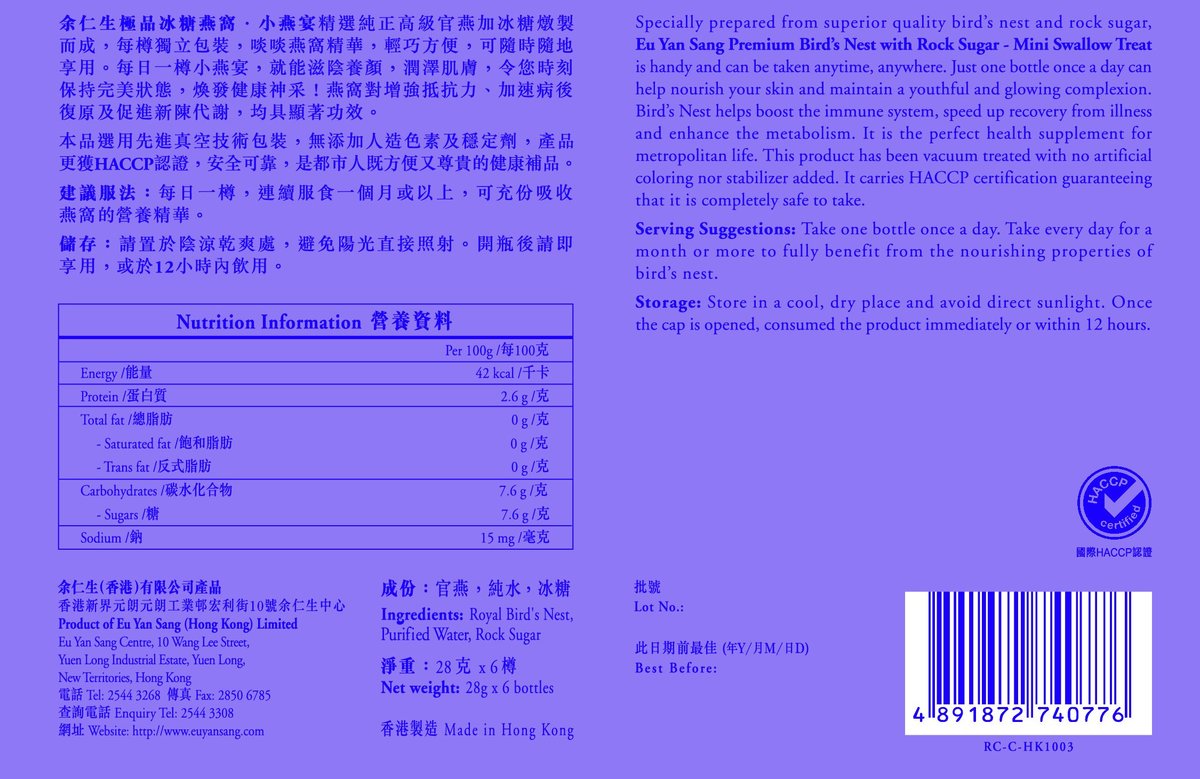 余仁生極品冰糖燕窩．小燕宴精選純正高級官燕加冰糖燉製
而成，每樽獨立包裝，啖啖燕窩精華，輕巧方便，可隨時隨地
享用。每日一樽小燕宴，就能滋陰養顏，潤澤肌膚，令您時刻
保持完美狀態，煥發健康神采！燕窩對增強抵抗力、加速病後
復原及促進新陳代謝，均具顯著功效。
本品選用先進真空技術包裝，無添加人造色素及穩定劑，產品
更獲HACCP認證，安全可靠，是都市人既方便又尊貴的健康補品。
建議服法：每日一樽，連續服食一個月或以上，可充份吸收
燕窩的營養精華。
儲存：請置於陰涼乾爽處，避免陽光直接照射。開瓶後請即
享用，或於12小時內飲用。
Nutrition Information 營養資料
Per 100g /每100克
Energy /能量 42 kcal /千卡
Protein /蛋白質 2.6 g /克
Total fat /總脂肪 0 g /克
- Saturated fat /飽和脂肪 0 g /克
- Trans fat /反式脂肪 0 g /克
Carbohydrates /碳水化合物 7.6 g /克
- Sugars /糖 7.6 g /克
Sodium /鈉 15 mg /毫克
余仁生(香港)有限公司產品
香港新界元朗元朗工業邨宏利街10號余仁生中心
Product of Eu Yan Sang (Hong Kong) Limited
Eu Yan Sang Centre, 10 Wang Lee Street,
Yuen Long Industrial Estate, Yuen Long,
New Territories, Hong Kong
電話 Tel: 2544 3268 傳真 Fax: 2850 6785
查詢電話 Enquiry Tel: 2544 3308
網址 Website: http://www.euyansang.com
成份：官燕，純水，冰糖
Ingredients: Royal Bird's Nest,
Purified Water, Rock Sugar
淨重：28克 x 6樽
Net weight: 28g x 6 bottles
香港製造 Made in Hong Kong
Specially prepared from superior quality bird’s nest and rock sugar,
Eu Yan Sang Premium Bird’s Nest with Rock Sugar - Mini Swallow Treat
is handy and can be taken anytime, anywhere. Just one bottle once a day can
help nourish your skin and maintain a youthful and glowing complexion.
Bird’s Nest helps boost the immune system, speed up recovery from illness
and enhance the metabolism. It is the perfect health supplement for
metropolitan life. This product has been vacuum treated with no artificial
coloring nor stabilizer added. It carries HACCP certification guaranteeing
that it is completely safe to take.
Serving Suggestions: Take one bottle once a day. Take every day for a
month or more to fully benefit from the nourishing properties of
bird’s nest.
Storage: Store in a cool, dry place and avoid direct sunlight. Once
the cap is opened, consumed the product immediately or within 12 hours.
HACCP
certified
國際HACCP認證
批號
Lot No.:
此日期前最佳 (年Y/月M/日D)
Best Before:
4 891872 740776
RC-C-HK1003